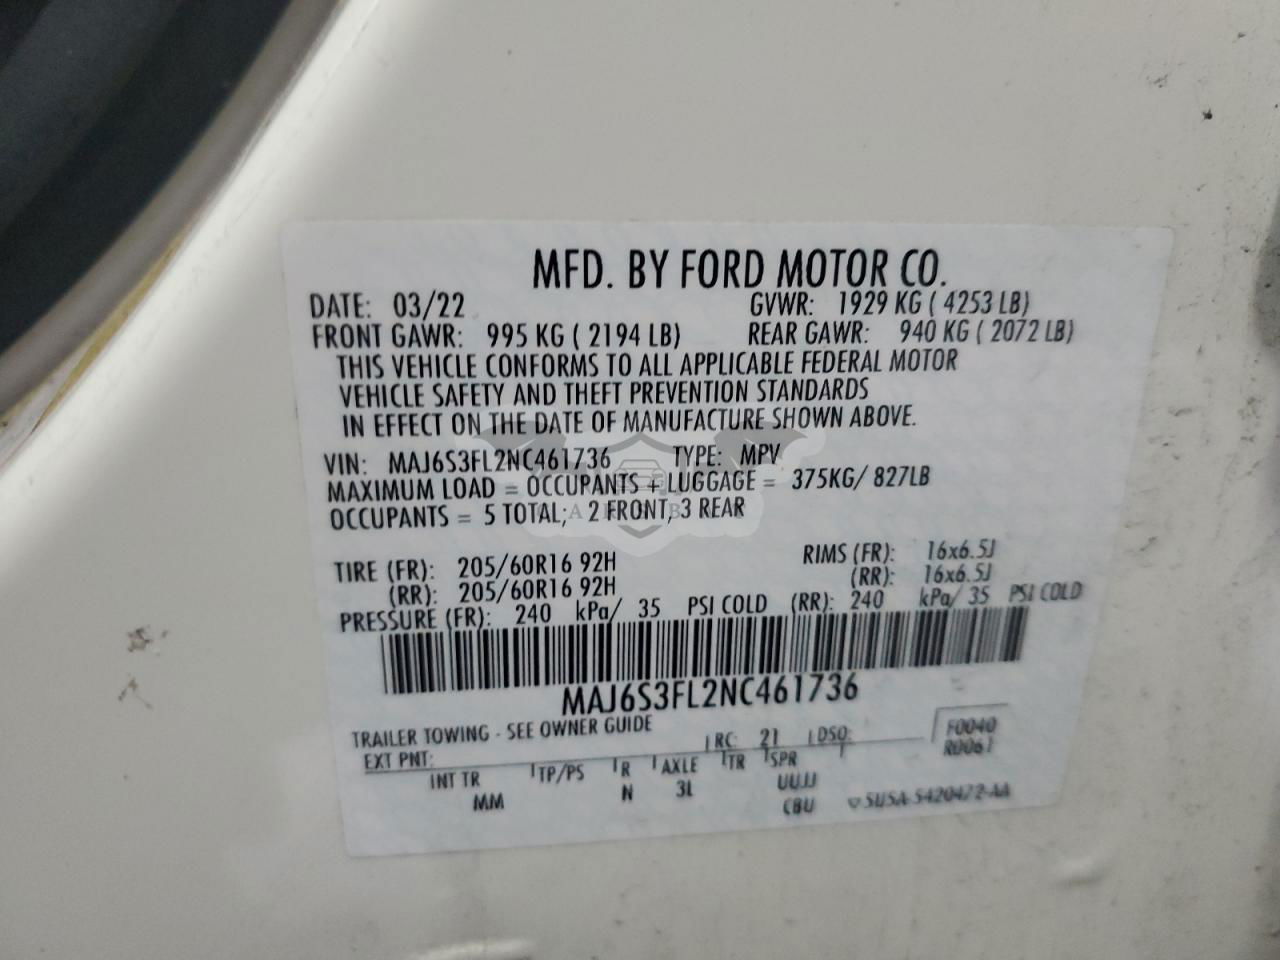 MFD. BY FORD MOTOR CO.
DATE: 03/22 GVWR: 1929 KG ( 4253 LB)
FRONT GAWR: 995 KG ( 2194 LB) REAR GAWR: 940 KG ( 2072 LB)
THIS VEHICLE CONFORMS TO ALL APPLICABLE FEDERAL MOTOR
VEHICLE SAFETY AND THEFT PREVENTION STANDARDS
IN EFFECT ON THE DATE OF MANUFACTURE SHOWN ABOVE.
VIN: MAJ6S3FL2NC461736 TYPE: MPV
MAXIMUM LOAD = OCCUPANTS + LUGGAGE = 375KG/ 827LB
OCCUPANTS = 5 TOTAL; 2 FRONT, 3 REAR
TIRE (FR): 205/60R16 92H RIMS (FR): 16x6.5J
(RR): 205/60R16 92H (RR): 16x6.5J
PRESSURE (FR): 240 kPa/ 35 PSI COLD (RR): 240 kPa/ 35 PSI COLD
MAJ6S3FL2NC461736
TRAILER TOWING - SEE OWNER GUIDE
EXT PNT: RC: 21 DSO: F0040
R0061
INT TR TP/PS R AXLE TR SPR
MM N 3L UUJJ
CBU 5U5A-5420472-AA